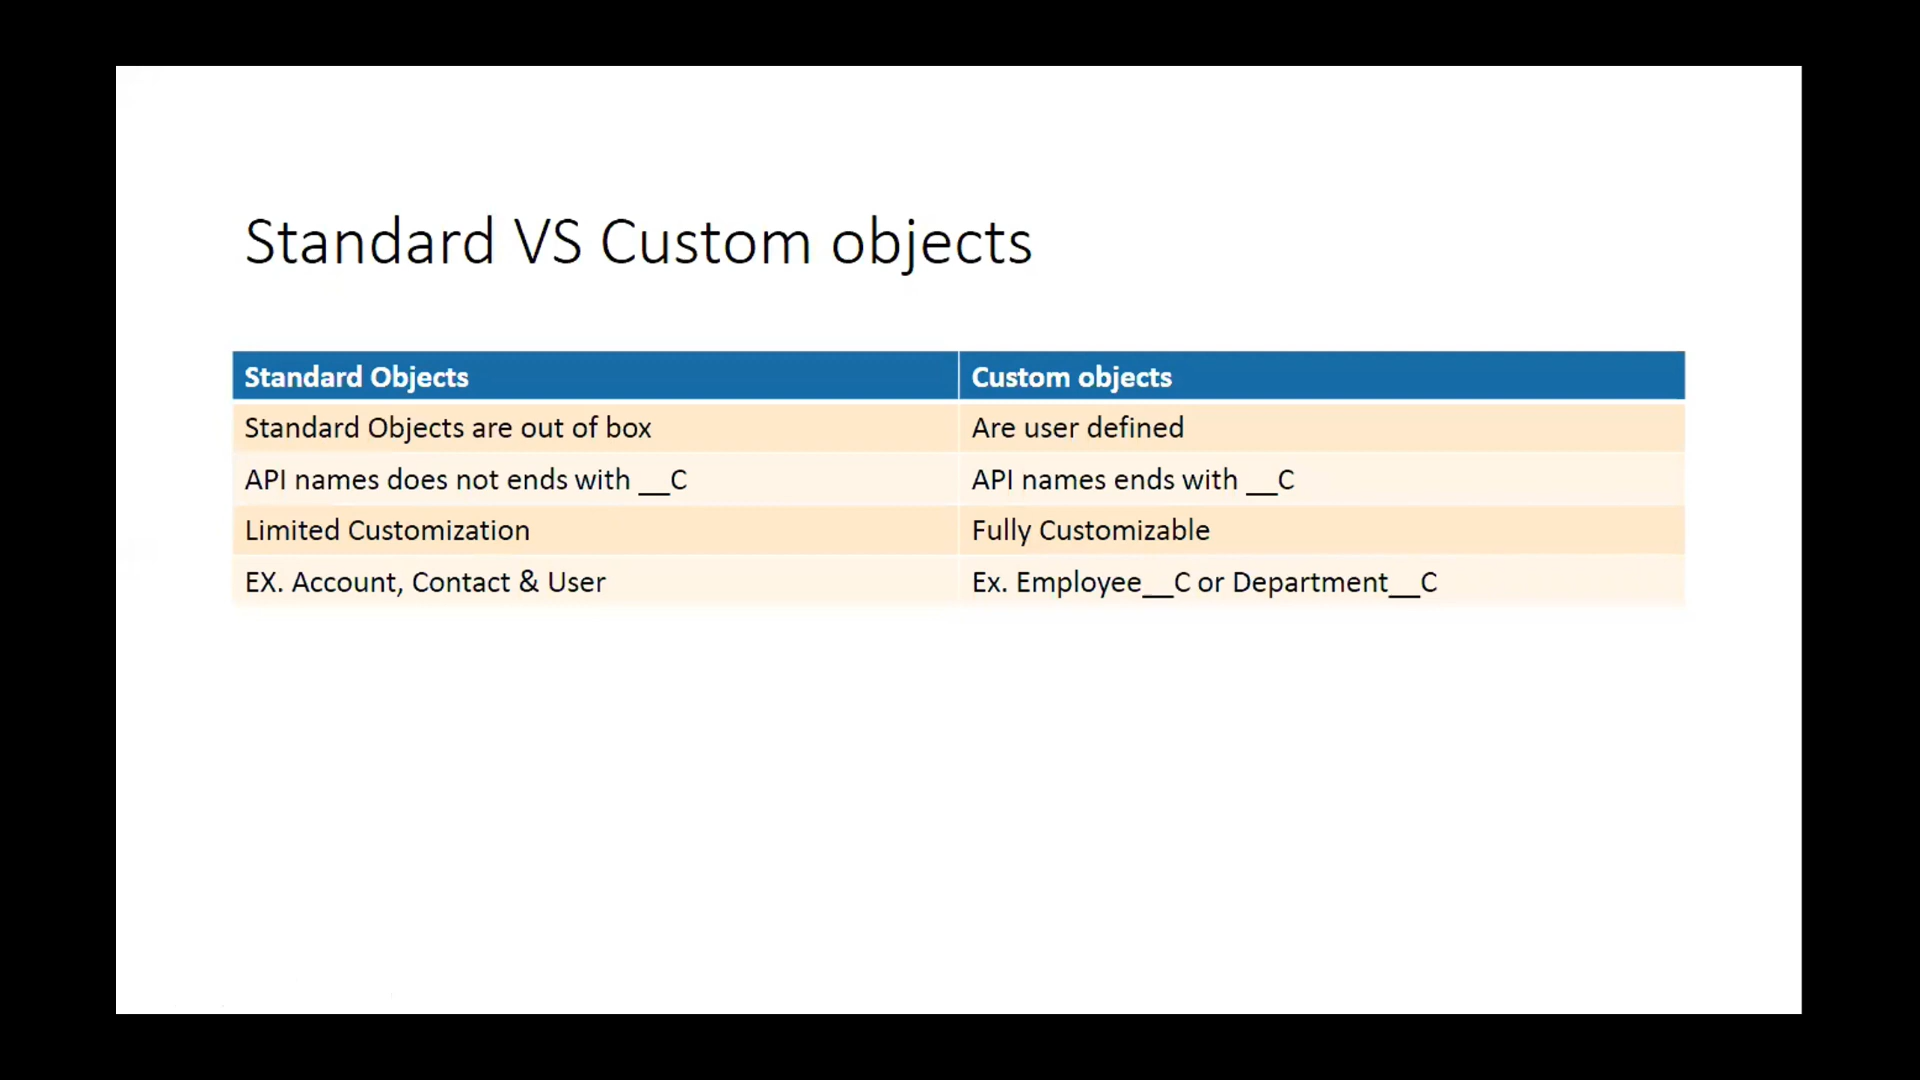 Standard VS Custom objects
Standard Objects
Custom objects
Standard Objects are out of box
Are user defined
API names does not ends with __C
API names ends with __C
Limited Customization
Fully Customizable
EX. Account, Contact & User
Ex. Employee__C or Department__C